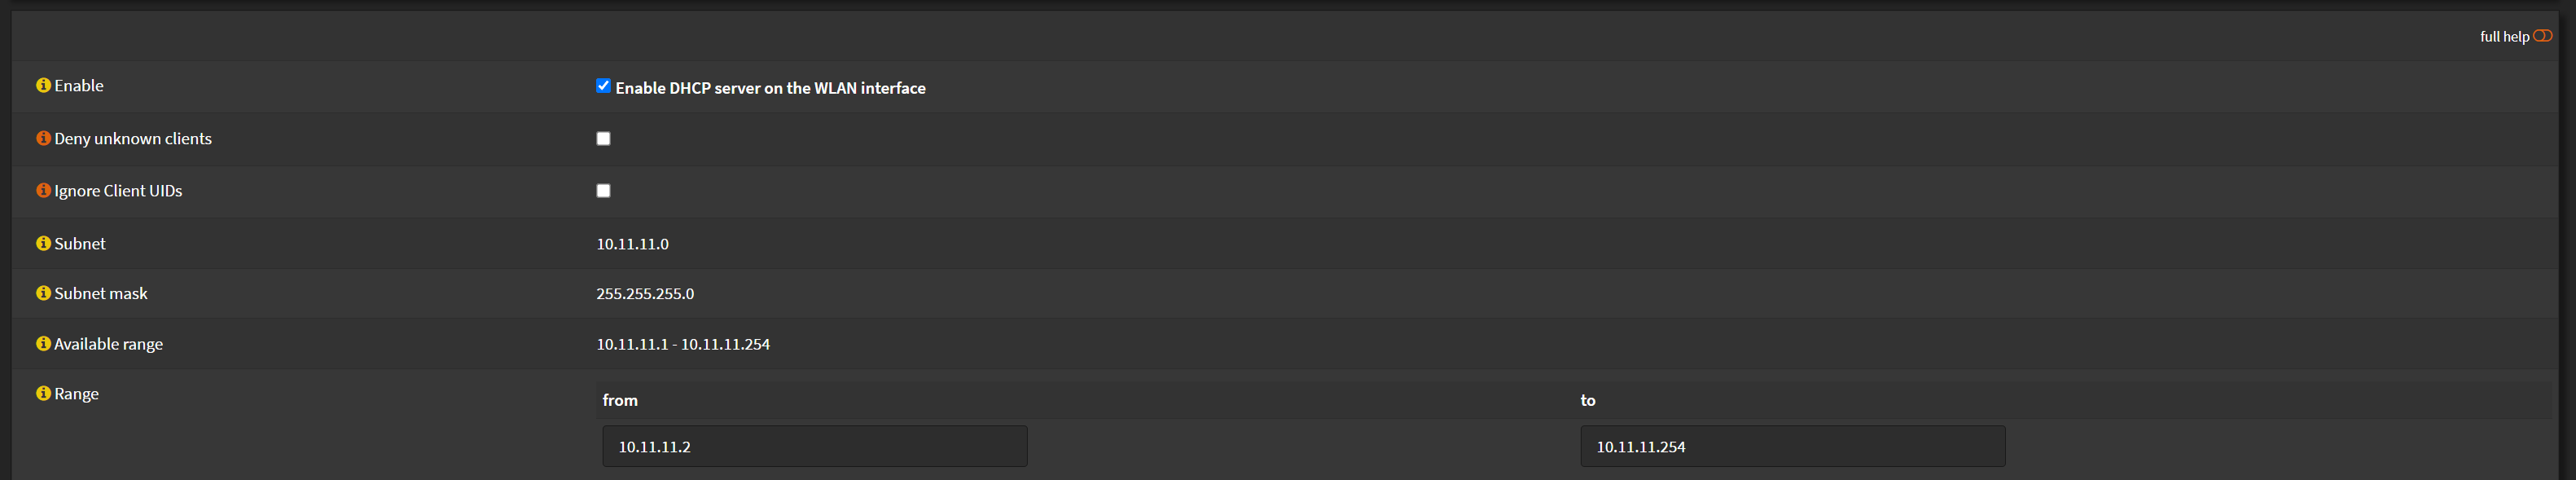 full help
Enable
Enable DHCP server on the WLAN interface
Deny unknown clients
Ignore Client UIDs
Subnet
10.11.11.0
Subnet mask
255.255.255.0
Available range
10.11.11.1 - 10.11.11.254
Range
from
to
10.11.11.2
10.11.11.254